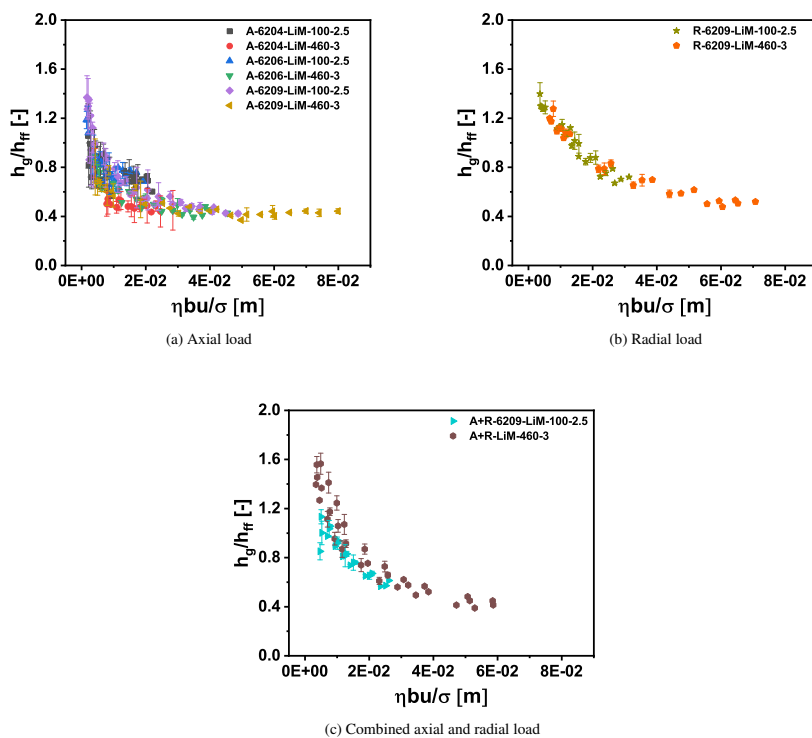 2.0
1.6
1.2
0.8
0.4
0.0
hg/hff [-]
A-6204-LiM-100-2.5
A-6204-LiM-460-3
A-6206-LiM-100-2.5
A-6206-LiM-460-3
A-6209-LiM-100-2.5
A-6209-LiM-460-3
0E+00 2E-02 4E-02 6E-02 8E-02
ηbu/σ [m]
(a) Axial load
2.0
1.6
1.2
0.8
0.4
0.0
hg/hff [-]
R-6209-LiM-100-2.5
R-6209-LiM-460-3
0E+00 2E-02 4E-02 6E-02 8E-02
ηbu/σ [m]
(b) Radial load
2.0
1.6
1.2
0.8
0.4
0.0
hg/hff [-]
A+R-6209-LiM-100-2.5
A+R-LiM-460-3
0E+00 2E-02 4E-02 6E-02 8E-02
ηbu/σ [m]
(c) Combined axial and radial load